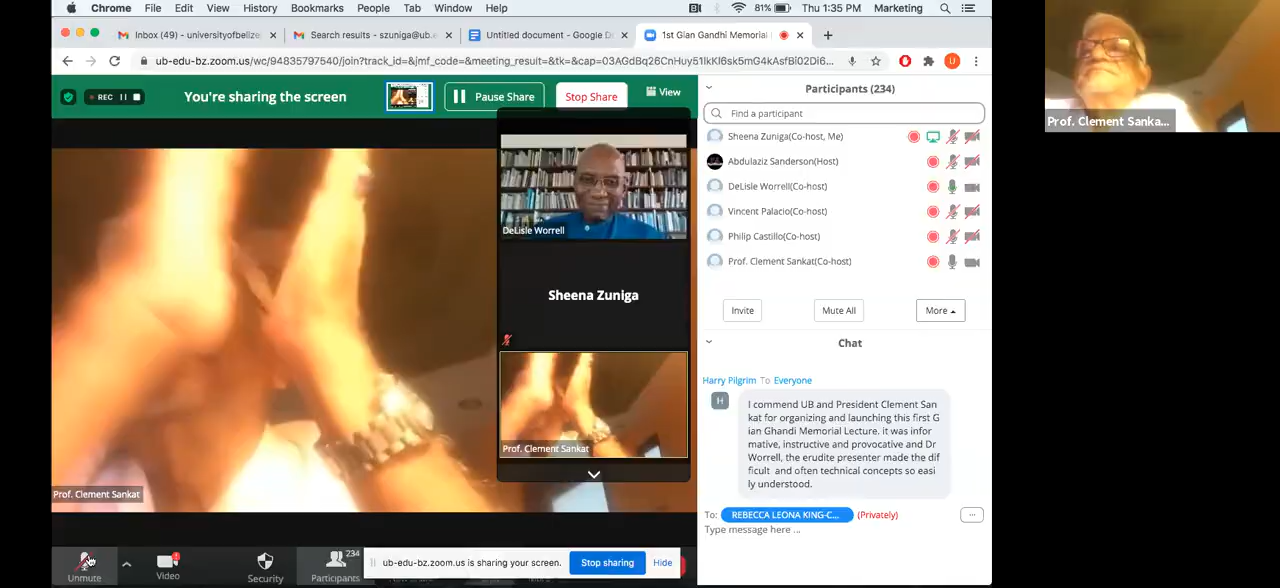 Chrome File Edit View History Bookmarks People Tab Window Help 81% Thu 1:35 PM Marketing
Inbox (49) - universityofbelize Search results - szuniga@ub. Untitled document - Google D 1st Gian Gandhi Memorial
ub-edu-bz.zoom.us/wc/94835797540/join?track_id=&jmf_code=&meeting_result=&tk=&cap=
REC You're sharing the screen Pause Share Stop Share View
Participants (234)
Find a participant
Sheena Zuniga(Co-host, Me)
Abdulaziz Sanderson(Host)
DeLisle Worrell(Co-host)
Vincent Palacio(Co-host)
Philip Castillo(Co-host)
Prof. Clement Sankat(Co-host)
Invite Mute All More
Chat
Harry Pilgrim To Everyone
H
I commend UB and President Clement San
kat for organizing and launching this first G
ian Ghandi Memorial Lecture. it was infor
mative, instructive and provocative and Dr
Worrell, the erudite presenter made the dif
ficult and often technical concepts so easi
ly understood.
To: REBECCA LEONA KING-C... (Privately)
Type message here ...
DeLisle Worrell
Sheena Zuniga
Prof. Clement Sankat
Prof. Clement Sankat
Unmute Video Security Participants 234
ub-edu-bz.zoom.us is sharing your screen. Stop sharing Hide
Prof. Clement Sanka...
U